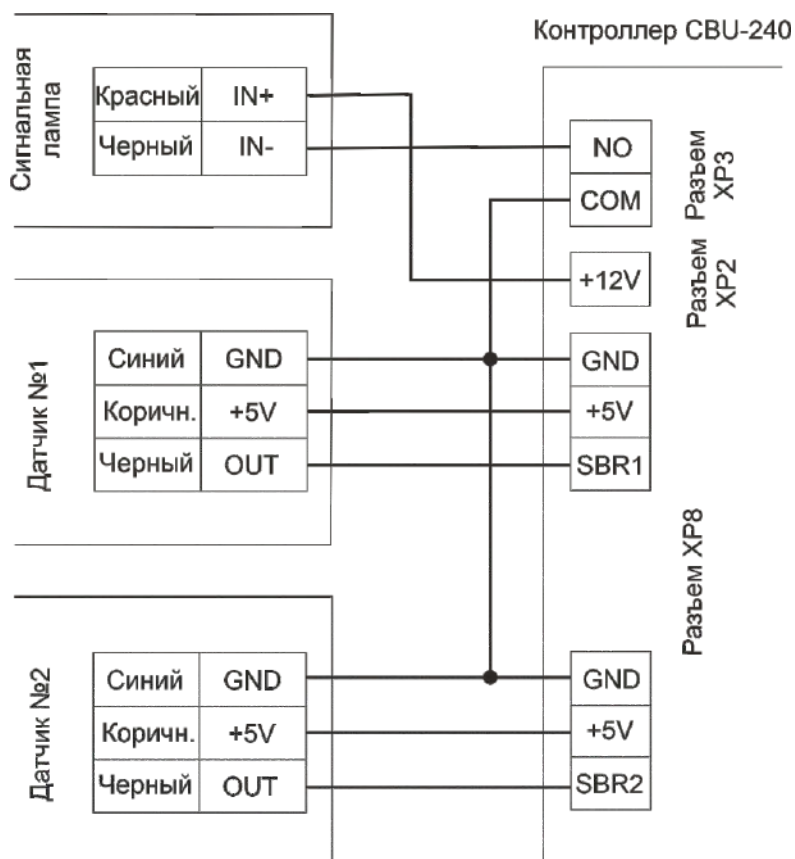 Контроллер CBU-240
Сигнальная
лампа
Красный IN+
Черный IN-
NO
COM
Разъем
XP3
+12V
Разъем
XP2
Датчик №1
Синий GND
Коричн. +5V
Черный OUT
GND
+5V
SBR1
Разъем XP8
Датчик №2
Синий GND
Коричн. +5V
Черный OUT
GND
+5V
SBR2